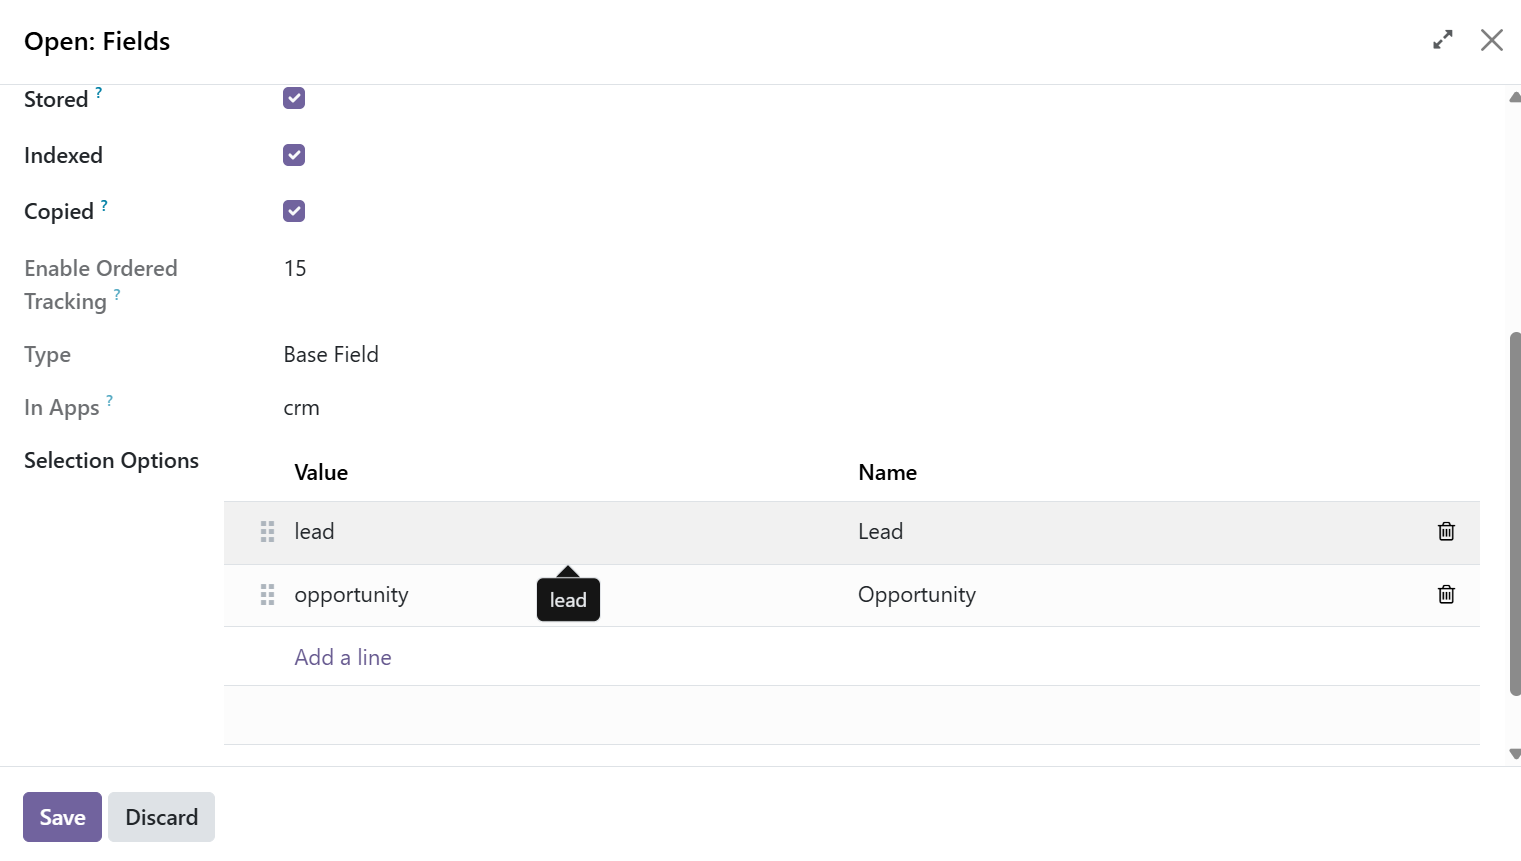 Open: Fields
Stored ?
Indexed
Copied ?
Enable Ordered 15
Tracking ?
Type Base Field
In Apps ? crm
Selection Options
Value Name
lead Lead
opportunity Opportunity
lead
Add a line
Save Discard